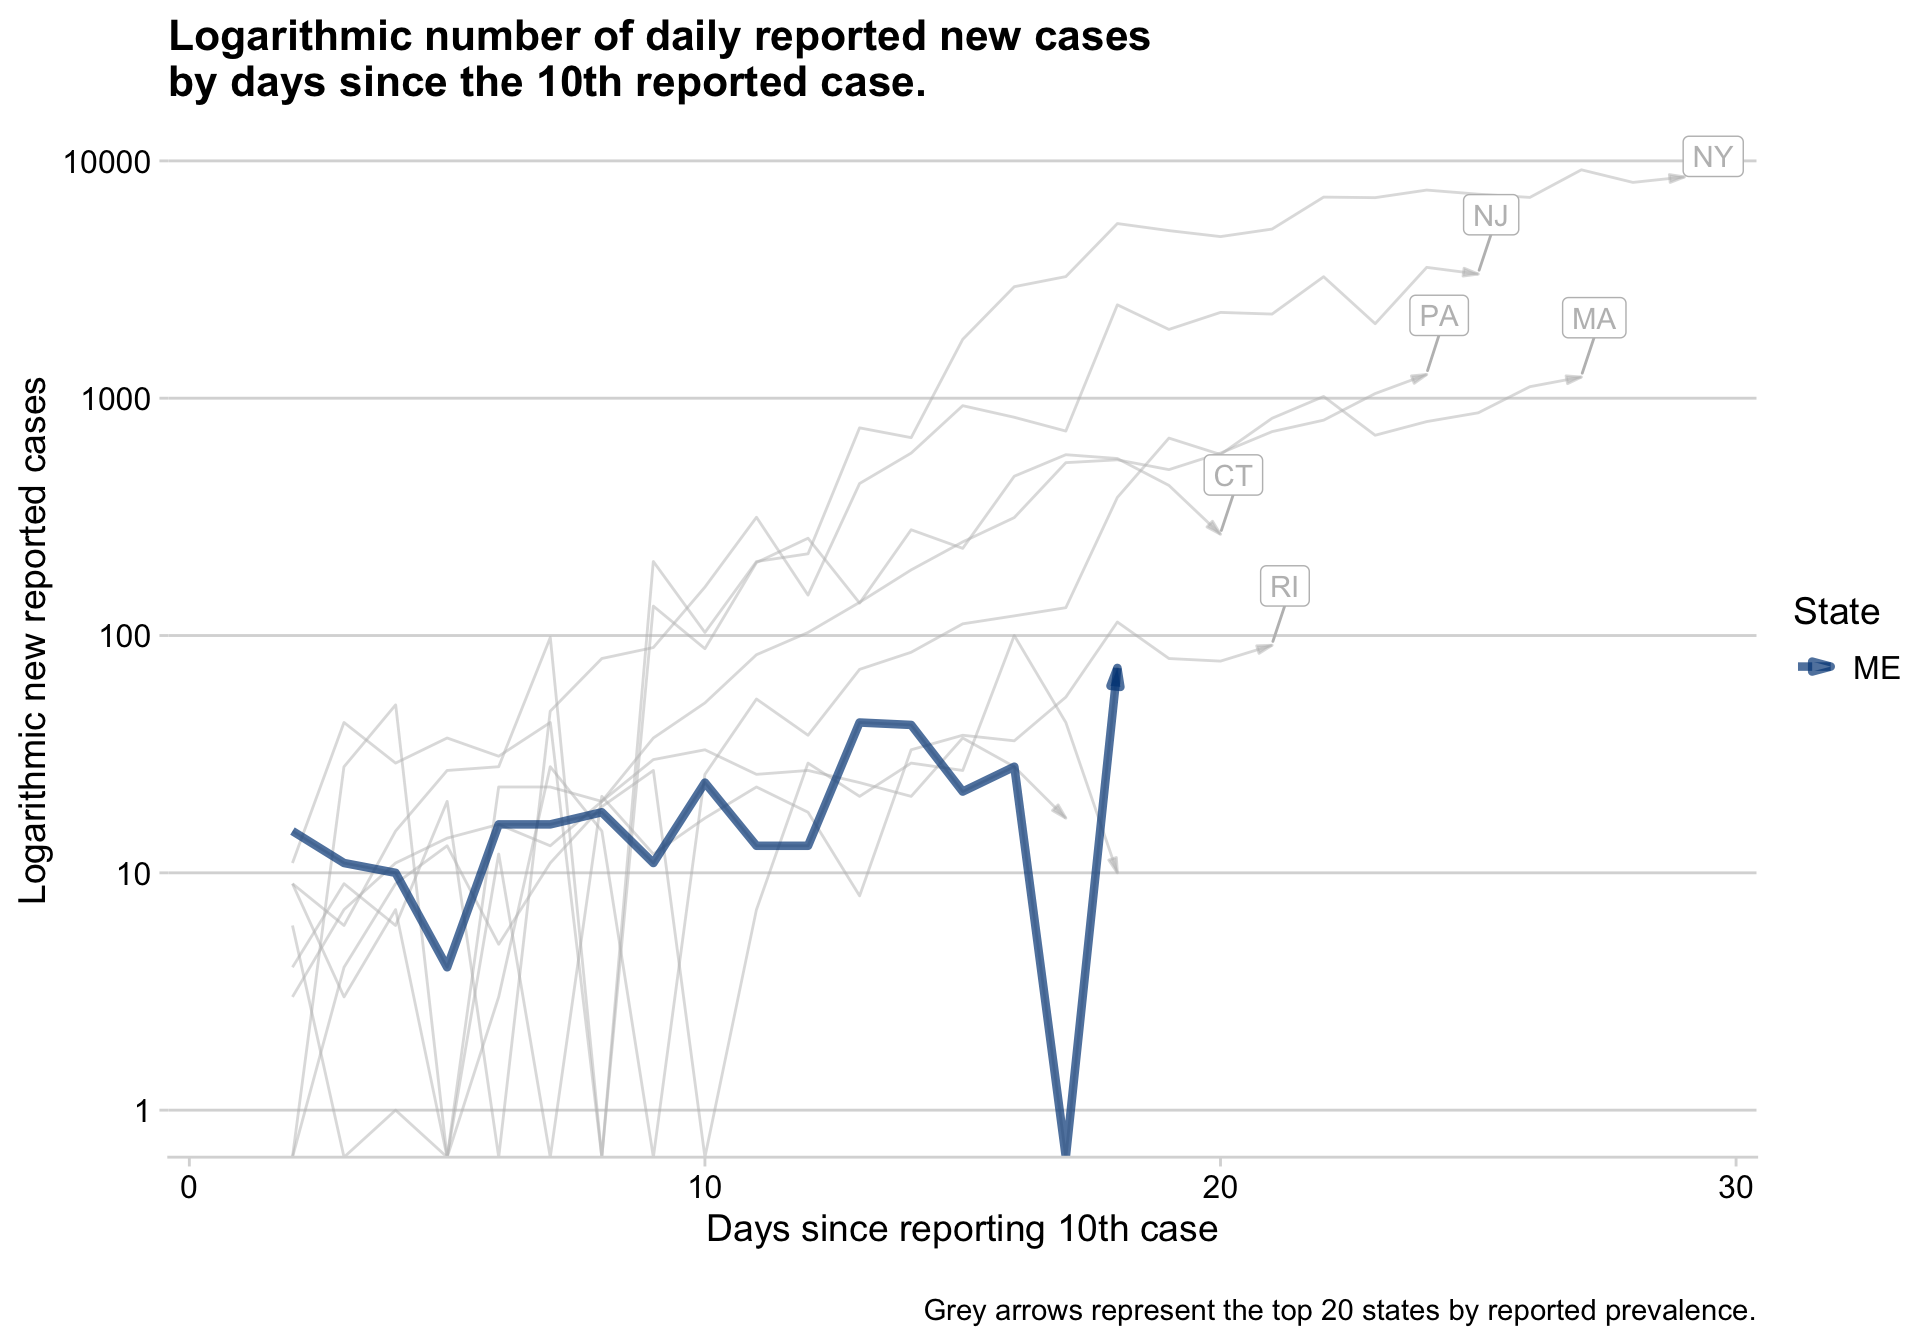 Logarithmic number of daily reported new cases
by days since the 10th reported case.
10000
1000
100
10
1
Logarithmic new reported cases
NY
NJ
PA
MA
CT
RI
State
ME
0
10
20
30
Days since reporting 10th case
Grey arrows represent the top 20 states by reported prevalence.